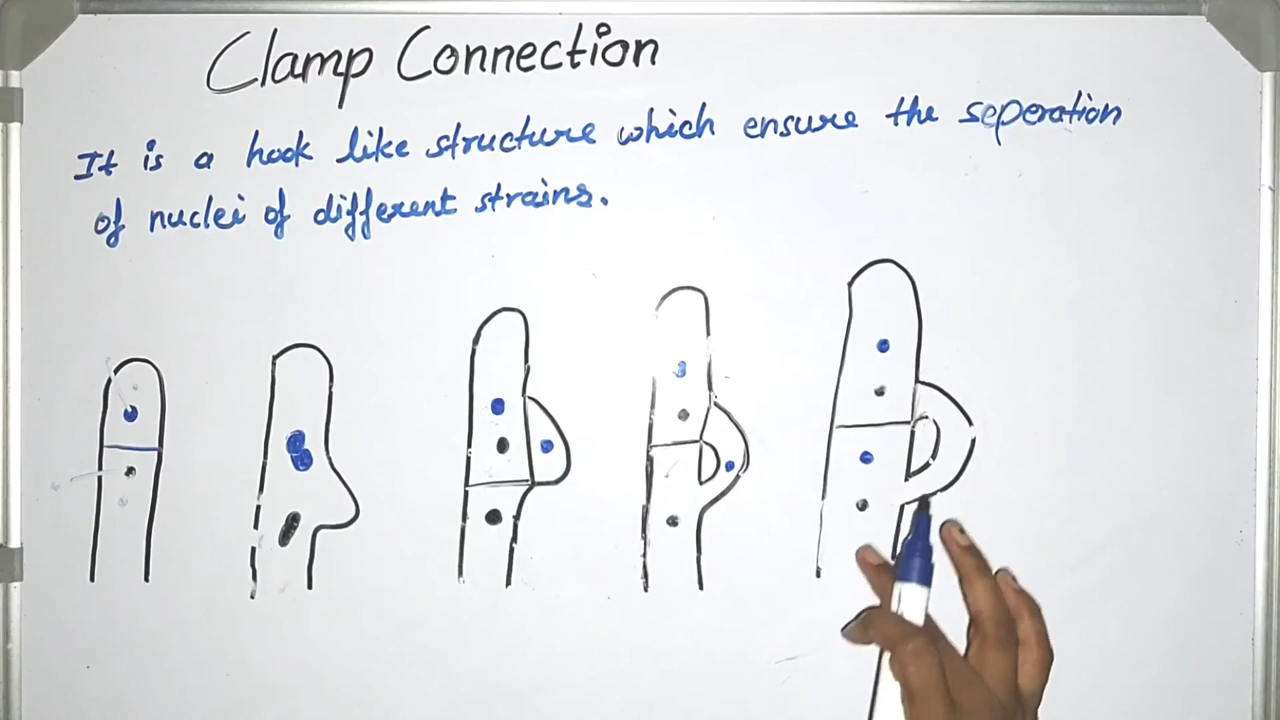 Clamp Connection
It is a hook like structure which ensure the seperation
of nuclei of different strains.